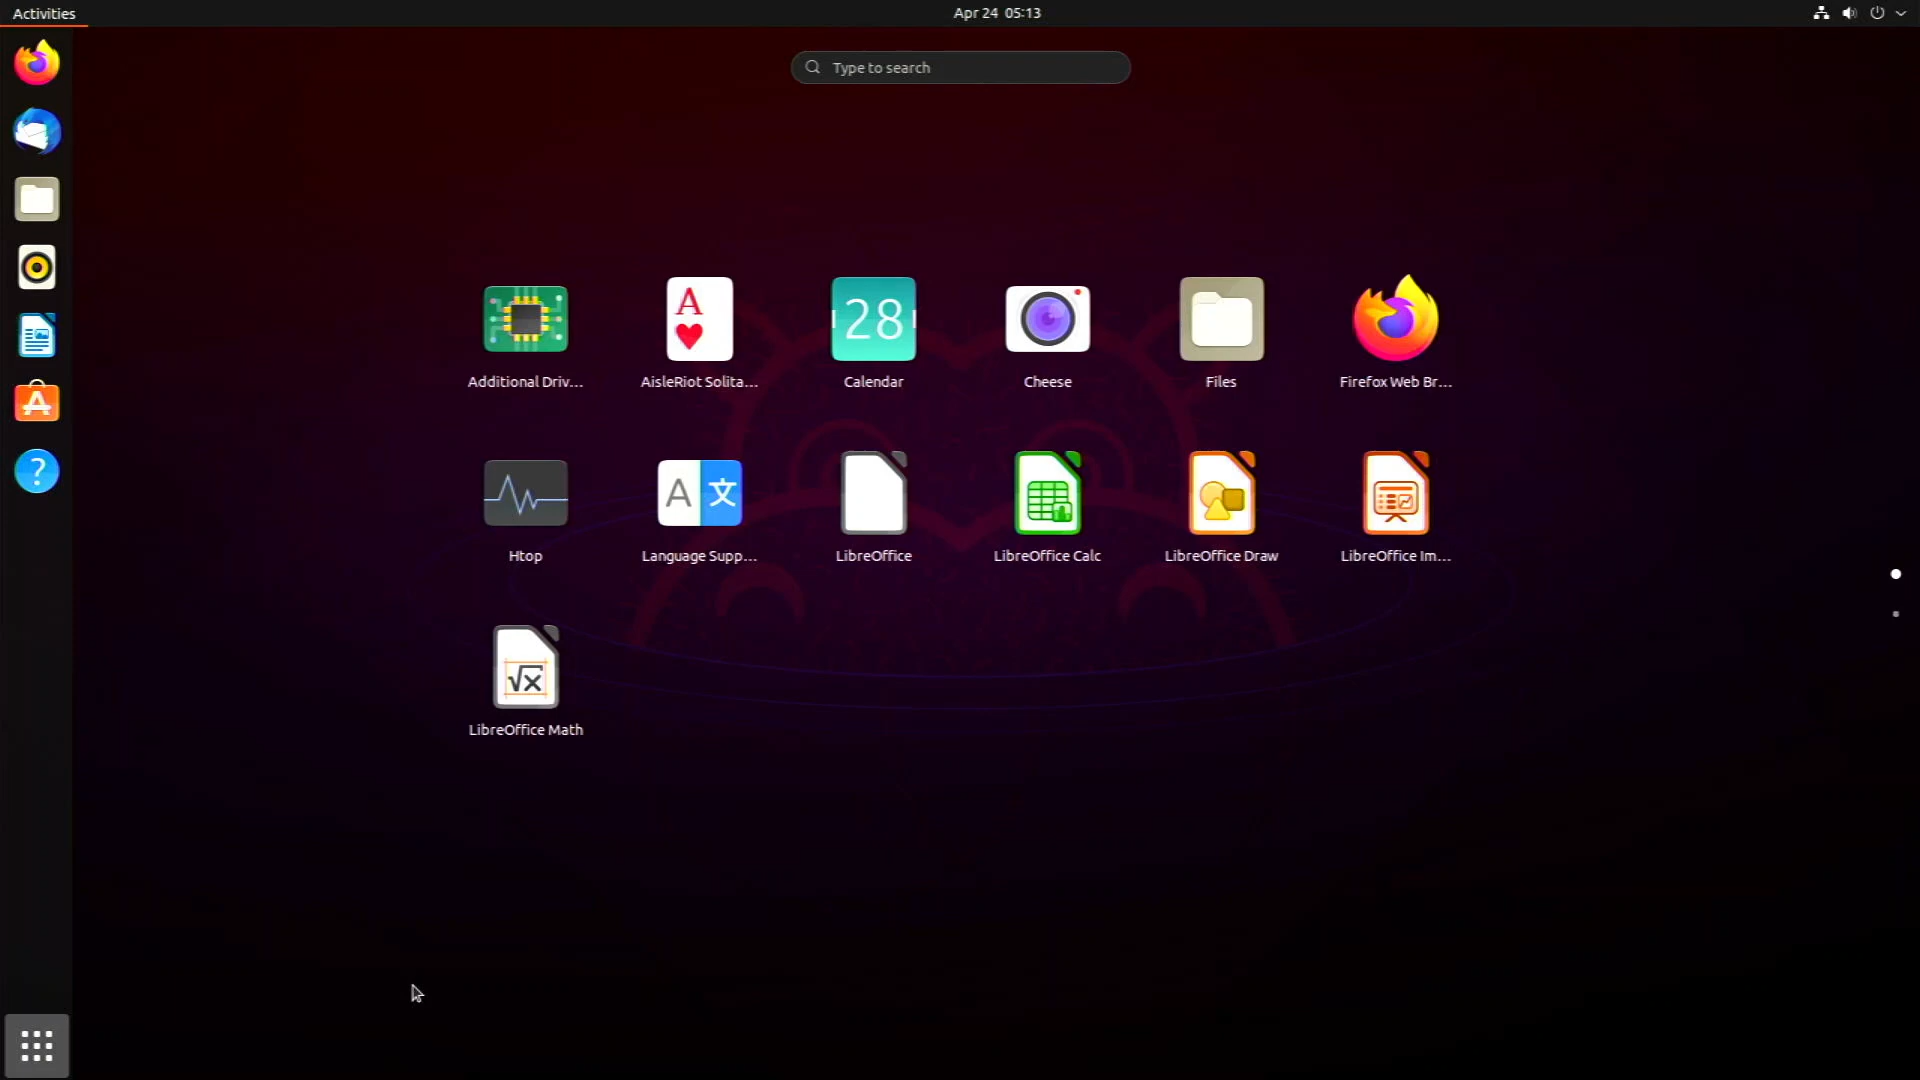 Activities
Apr 24 05:13
Type to search
Additional Driv...
AisleRiot Solita...
Calendar
Cheese
Files
Firefox Web Br...
A
28
Htop
Language Supp...
LibreOffice
LibreOffice Calc
LibreOffice Draw
LibreOffice Im...
A 文
√x
LibreOffice Math
?